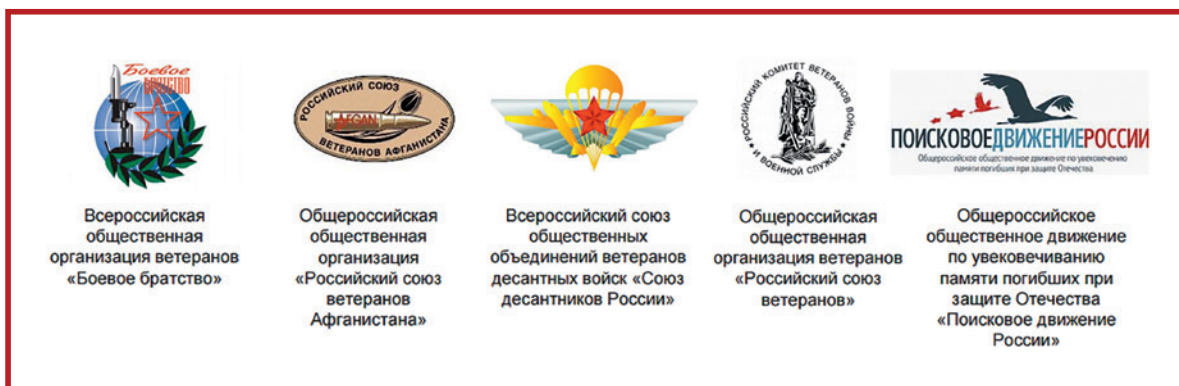 Боевое
БРАТСТВО
РОССИЙСКИЙ СОЮЗ
AFGAN
ВЕТЕРАНОВ АФГАНИСТАНА
РОССИЙСКИЙ КОМИТЕТ ВЕТЕРАНОВ ВОЙНЫ
И ВОЕННОЙ СЛУЖБЫ
ПОИСКОВОЕДВИЖЕНИЕРОССИИ
Общероссийское общественное движение по увековечению
памяти погибших при защите Отечества
Всероссийская
общественная
организация ветеранов
«Боевое братство»
Общероссийская
общественная
организация
«Российский союз
ветеранов
Афганистана»
Всероссийский союз
общественных
объединений ветеранов
десантных войск «Союз
десантников России»
Общероссийская
общественная
организация ветеранов
«Российский союз
ветеранов»
Общероссийское
общественное движение
по увековечиванию
памяти погибших при
защите Отечества
«Поисковое движение
России»